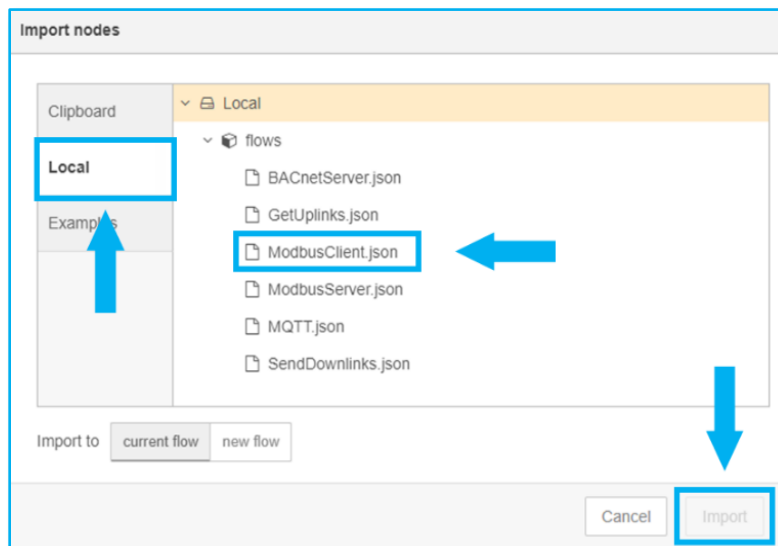 Import nodes
Clipboard
Local
Examples
Local
flows
BACnetServer.json
GetUplinks.json
ModbusClient.json
ModbusServer.json
MQTT.json
SendDownlinks.json
Import to current flow new flow
Cancel Import